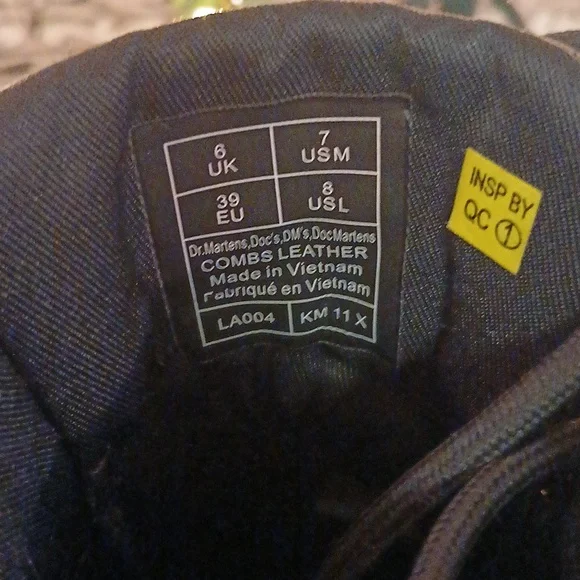 6 UK
7 USM
39 EU
8 USL
Dr.Martens,Doc's,DM's,DocMartens
COMBS LEATHER
Made in Vietnam
Fabriqué en Vietnam
LA004
KM 11 X
INSP BY
QC 1